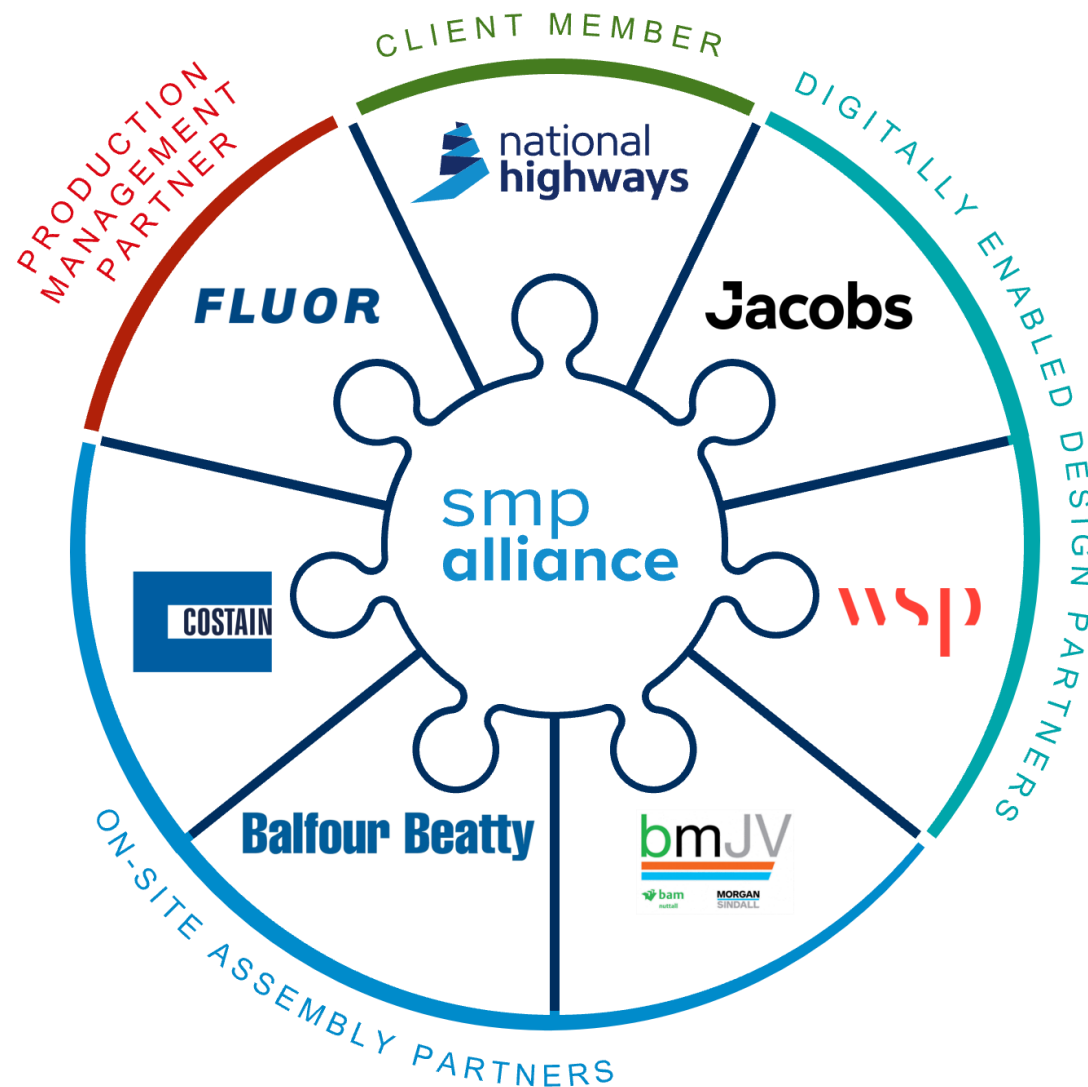 CLIENT MEMBER
PRODUCTION
MANAGEMENT
PARTNER
DIGITALLY ENABLED DESIGN PARTNERS
national
highways
FLUOR
Jacobs
smp
alliance
COSTAIN
wsp
Balfour Beatty
bmJV
bam
nuttall
MORGAN
SINDALL
ON-SITE ASSEMBLY PARTNERS